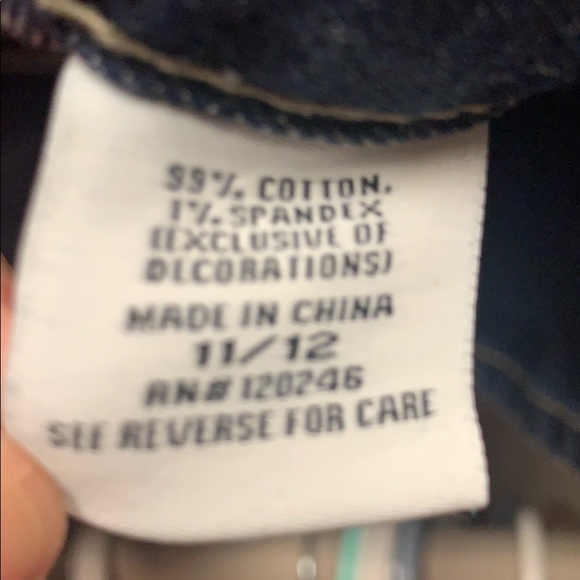 99% COTTON.
1% SPANDEX
(EXCLUSIVE OF
DECORATIONS)
MADE IN CHINA
11/12
RN# 120246
SEE REVERSE FOR CARE